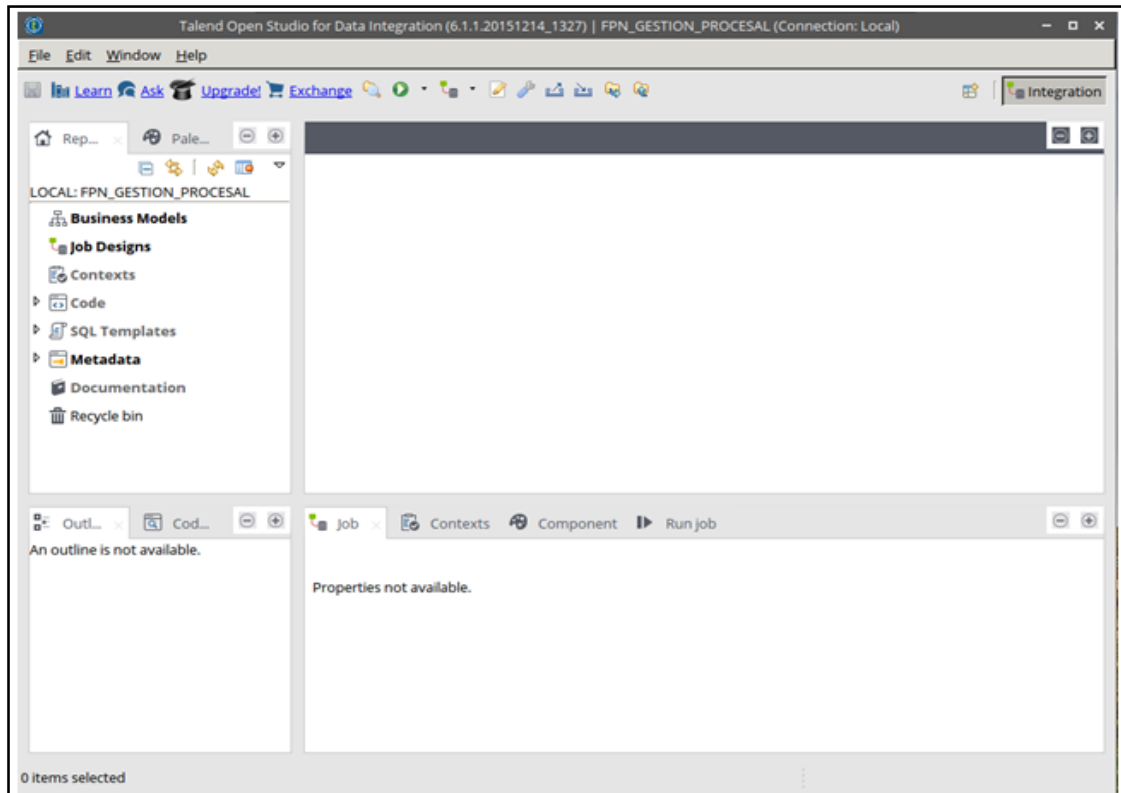 Talend Open Studio for Data Integration (6.1.1.20151214_1327) | FPN_GESTION_PROCESAL (Connection: Local)
File Edit Window Help
Learn Ask Upgrade! Exchange Integration
Rep... Pale...
LOCAL: FPN_GESTION_PROCESAL
Business Models
Job Designs
Contexts
Code
SQL Templates
Metadata
Documentation
Recycle bin
Outl... Cod...
An outline is not available.
Job Contexts Component Run job
Properties not available.
0 items selected